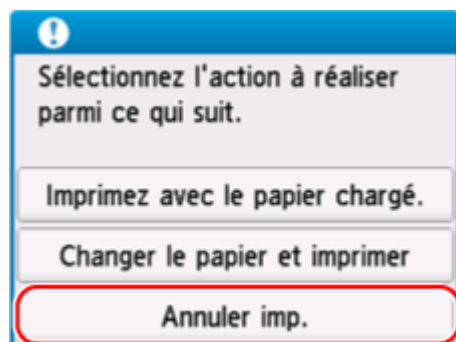 Sélectionnez l'action à réaliser
parmi ce qui suit.
Imprimez avec le papier chargé.
Changer le papier et imprimer
Annuler imp.